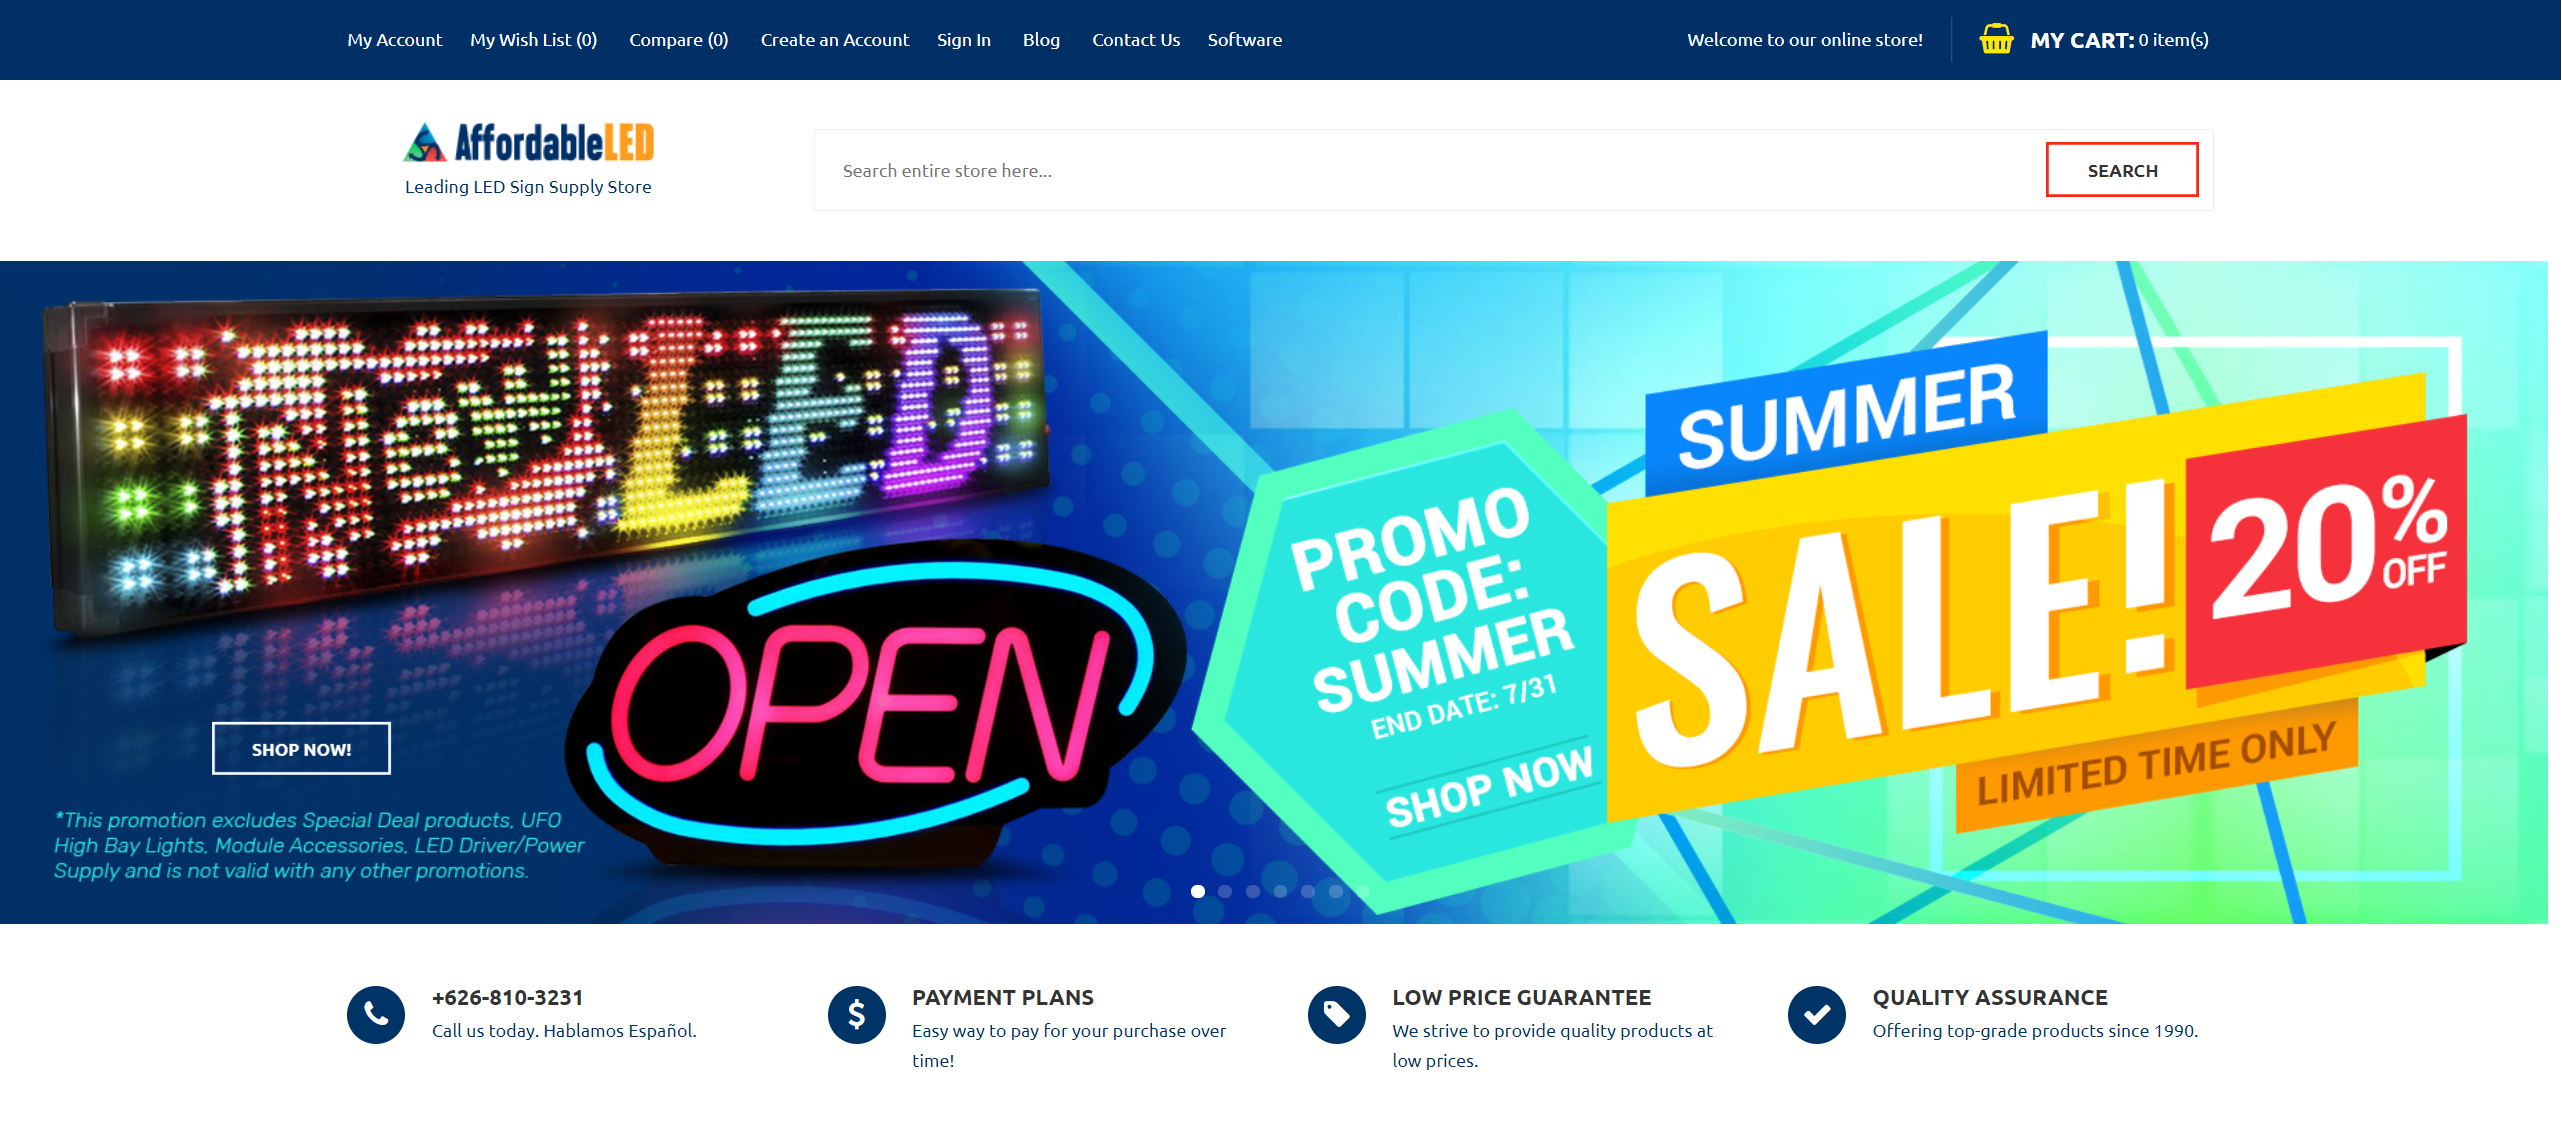 My Account My Wish List (0) Compare (0) Create an Account Sign In Blog Contact Us Software Welcome to our online store! MY CART: 0 item(s)
AffordableLED
Leading LED Sign Supply Store
Search entire store here...
SEARCH
New LED
OPEN
SHOP NOW!
*This promotion excludes Special Deal products, UFO
High Bay Lights, Module Accessories, LED Driver/Power
Supply and is not valid with any other promotions.
PROMO
CODE:
SUMMER
END DATE: 7/31
SHOP NOW
SUMMER
SALE!
20%
OFF
LIMITED TIME ONLY
+626-810-3231
Call us today. Hablamos Español.
PAYMENT PLANS
Easy way to pay for your purchase over
time!
LOW PRICE GUARANTEE
We strive to provide quality products at
low prices.
QUALITY ASSURANCE
Offering top-grade products since 1990.